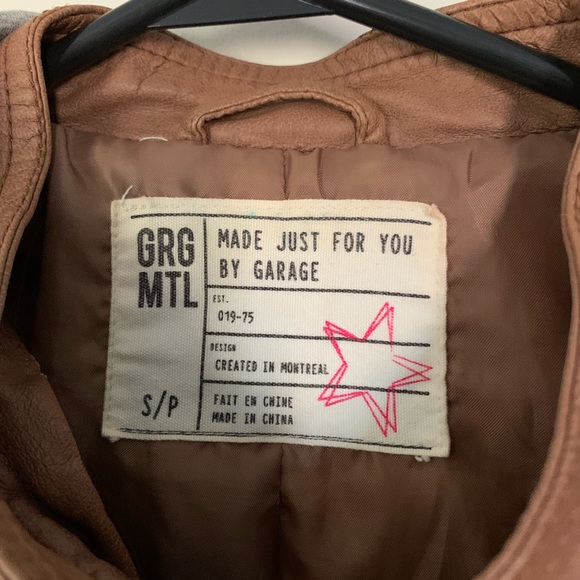 GRG
MTL
S/P
MADE JUST FOR YOU
BY GARAGE
EST.
019-75
DESIGN
CREATED IN MONTREAL
FAIT EN CHINE
MADE IN CHINA